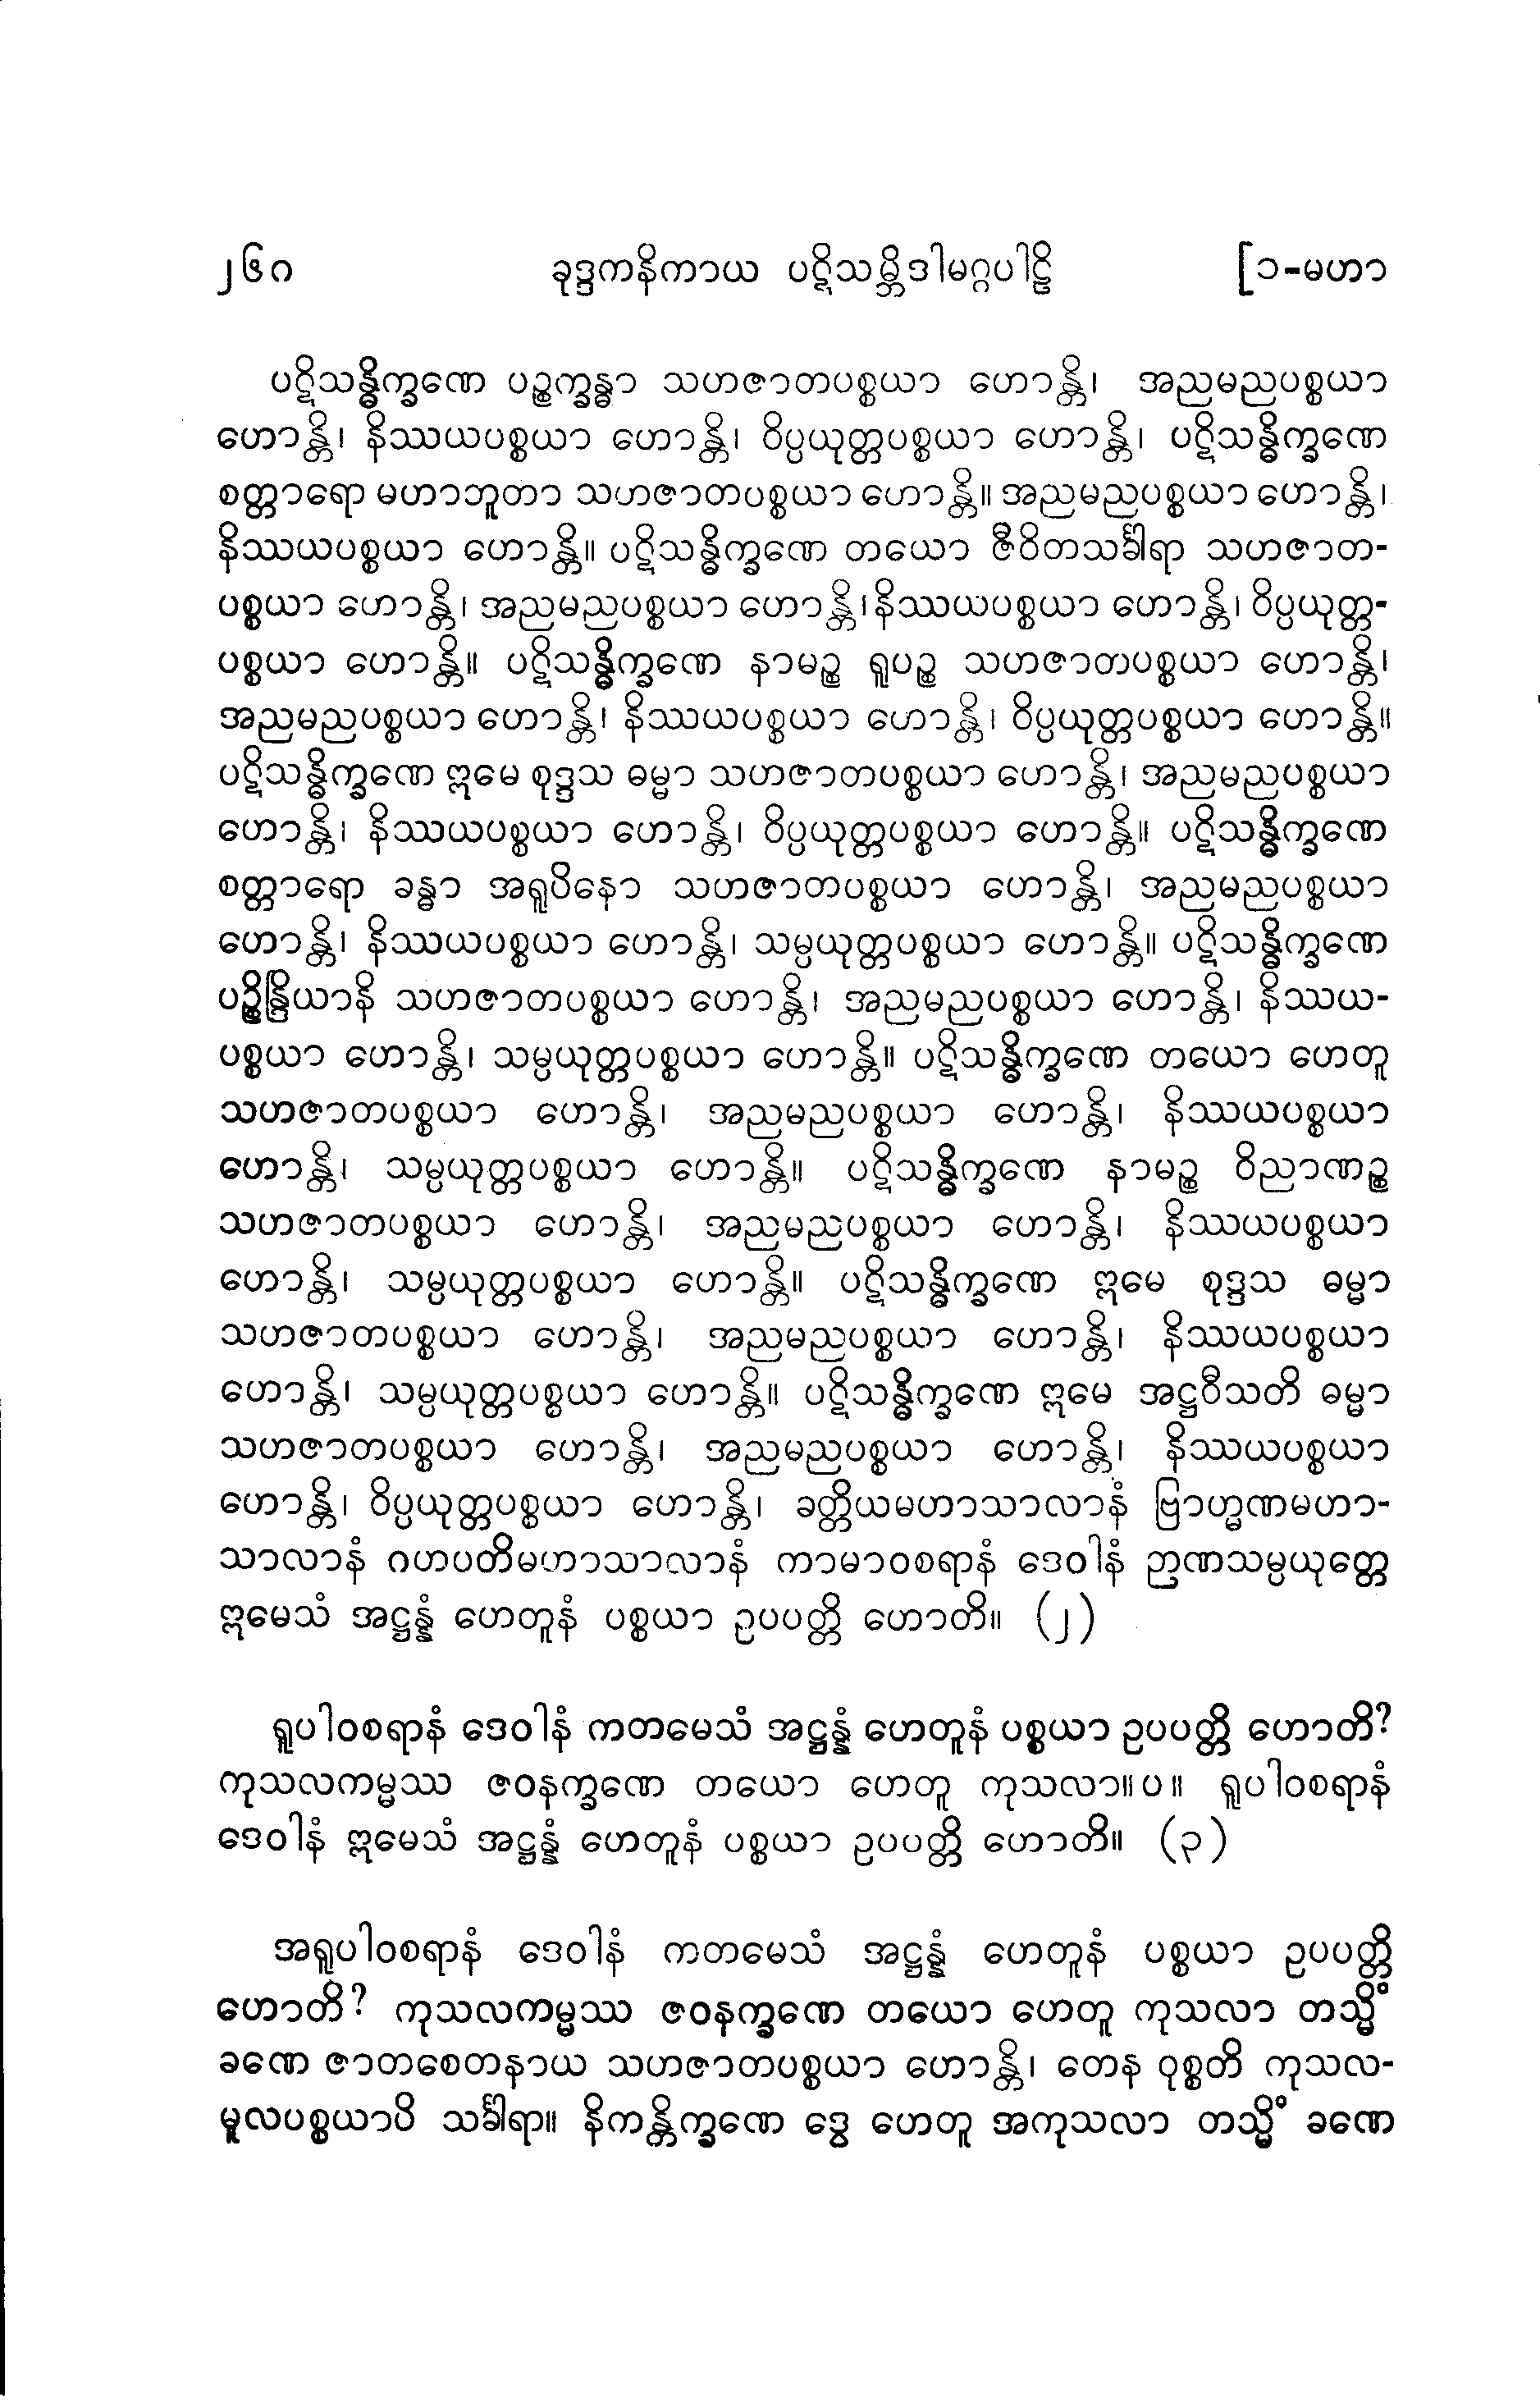 ၂၆၈ ခုဒ္ဒကနိကာယ ပဋိသမ္ဘိဒါမဂ္ဂပါဠိ [၁-မဟာ
ပဋိသန္ဓိက္ခဏေ ပဉ္စက္ခန္ဓာ သဟဇာတပစ္စယာ ဟောန္တိ၊ အညမညပစ္စယာ
ဟောန္တိ၊ နိဿယပစ္စယာ ဟောန္တိ၊ ဝိပ္ပယုတ္တပစ္စယာ ဟောန္တိ၊ ပဋိသန္ဓိက္ခဏေ
စတ္တာရော မဟာဘူတာ သဟဇာတပစ္စယာ ဟောန္တိ။ အညမညပစ္စယာ ဟောန္တိ၊
နိဿယပစ္စယာ ဟောန္တိ။ ပဋိသန္ဓိက္ခဏေ တယော ဇီဝိတသင်္ခါရာ သဟဇာတ-
ပစ္စယာ ဟောန္တိ၊ အညမညပစ္စယာ ဟောန္တိ၊ နိဿယပစ္စယာ ဟောန္တိ၊ ဝိပ္ပယုတ္တ-
ပစ္စယာ ဟောန္တိ။ ပဋိသန္ဓိက္ခဏေ နာမဉ္စ ရူပဉ္စ သဟဇာတပစ္စယာ ဟောန္တိ၊
အညမညပစ္စယာ ဟောန္တိ၊ နိဿယပစ္စယာ ဟောန္တိ၊ ဝိပ္ပယုတ္တပစ္စယာ ဟောန္တိ။
ပဋိသန္ဓိက္ခဏေ ဣမေ စုဒ္ဒသ ဓမ္မာ သဟဇာတပစ္စယာ ဟောန္တိ၊ အညမညပစ္စယာ
ဟောန္တိ၊ နိဿယပစ္စယာ ဟောန္တိ၊ ဝိပ္ပယုတ္တပစ္စယာ ဟောန္တိ။ ပဋိသန္ဓိက္ခဏေ
စတ္တာရော ခန္ဓာ အရူပိနော သဟဇာတပစ္စယာ ဟောန္တိ၊ အညမညပစ္စယာ
ဟောန္တိ၊ နိဿယပစ္စယာ ဟောန္တိ၊ သမ္ပယုတ္တပစ္စယာ ဟောန္တိ။ ပဋိသန္ဓိက္ခဏေ
ပဉ္စိန္ဒြိယာနိ သဟဇာတပစ္စယာ ဟောန္တိ၊ အညမညပစ္စယာ ဟောန္တိ၊ နိဿယ-
ပစ္စယာ ဟောန္တိ၊ သမ္ပယုတ္တပစ္စယာ ဟောန္တိ။ ပဋိသန္ဓိက္ခဏေ တယော ဟေတူ
သဟဇာတပစ္စယာ ဟောန္တိ၊ အညမညပစ္စယာ ဟောန္တိ၊ နိဿယပစ္စယာ
ဟောန္တိ၊ သမ္ပယုတ္တပစ္စယာ ဟောန္တိ။ ပဋိသန္ဓိက္ခဏေ နာမဉ္စ ဝိညာဏဉ္စ
သဟဇာတပစ္စယာ ဟောန္တိ၊ အညမညပစ္စယာ ဟောန္တိ၊ နိဿယပစ္စယာ
ဟောန္တိ၊ သမ္ပယုတ္တပစ္စယာ ဟောန္တိ။ ပဋိသန္ဓိက္ခဏေ ဣမေ စုဒ္ဒသ ဓမ္မာ
သဟဇာတပစ္စယာ ဟောန္တိ၊ အညမညပစ္စယာ ဟောန္တိ၊ နိဿယပစ္စယာ
ဟောန္တိ၊ သမ္ပယုတ္တပစ္စယာ ဟောန္တိ။ ပဋိသန္ဓိက္ခဏေ ဣမေ အဋ္ဌဝီသတိ ဓမ္မာ
သဟဇာတပစ္စယာ ဟောန္တိ၊ အညမညပစ္စယာ ဟောန္တိ၊ နိဿယပစ္စယာ
ဟောန္တိ၊ ဝိပ္ပယုတ္တပစ္စယာ ဟောန္တိ၊ ခတ္တိယမဟာသာလာနံ ဗြာဟ္မဏမဟာ-
သာလာနံ ဂဟပတိမဟာသာလာနံ ကာမာဝစရာနံ ဒေဝါနံ ဉာဏသမ္ပယုတ္တေ
ဣမေသံ အဋ္ဌန္နံ ဟေတူနံ ပစ္စယာ ဥပပတ္တိ ဟောတိ။ (၂)
ရူပါဝစရာနံ ဒေဝါနံ ကတမေသံ အဋ္ဌန္နံ ဟေတူနံ ပစ္စယာ ဥပပတ္တိ ဟောတိ?
ကုသလကမ္မဿ ဇဝနက္ခဏေ တယော ဟေတူ ကုသလာ။ပ။ ရူပါဝစရာနံ
ဒေဝါနံ ဣမေသံ အဋ္ဌန္နံ ဟေတူနံ ပစ္စယာ ဥပပတ္တိ ဟောတိ။ (၃)
အရူပါဝစရာနံ ဒေဝါနံ ကတမေသံ အဋ္ဌန္နံ ဟေတူနံ ပစ္စယာ ဥပပတ္တိ
ဟောတိ? ကုသလကမ္မဿ ဇဝနက္ခဏေ တယော ဟေတူ ကုသလာ တသ္မိံ
ခဏေ ဇာတစေတနာယ သဟဇာတပစ္စယာ ဟောန္တိ၊ တေန ဝုစ္စတိ ကုသလ-
မူလပစ္စယာပိ သင်္ခါရာ။ နိကန္တိက္ခဏေ ဒွေ ဟေတူ အကုသလာ တသ္မိံ ခဏေ